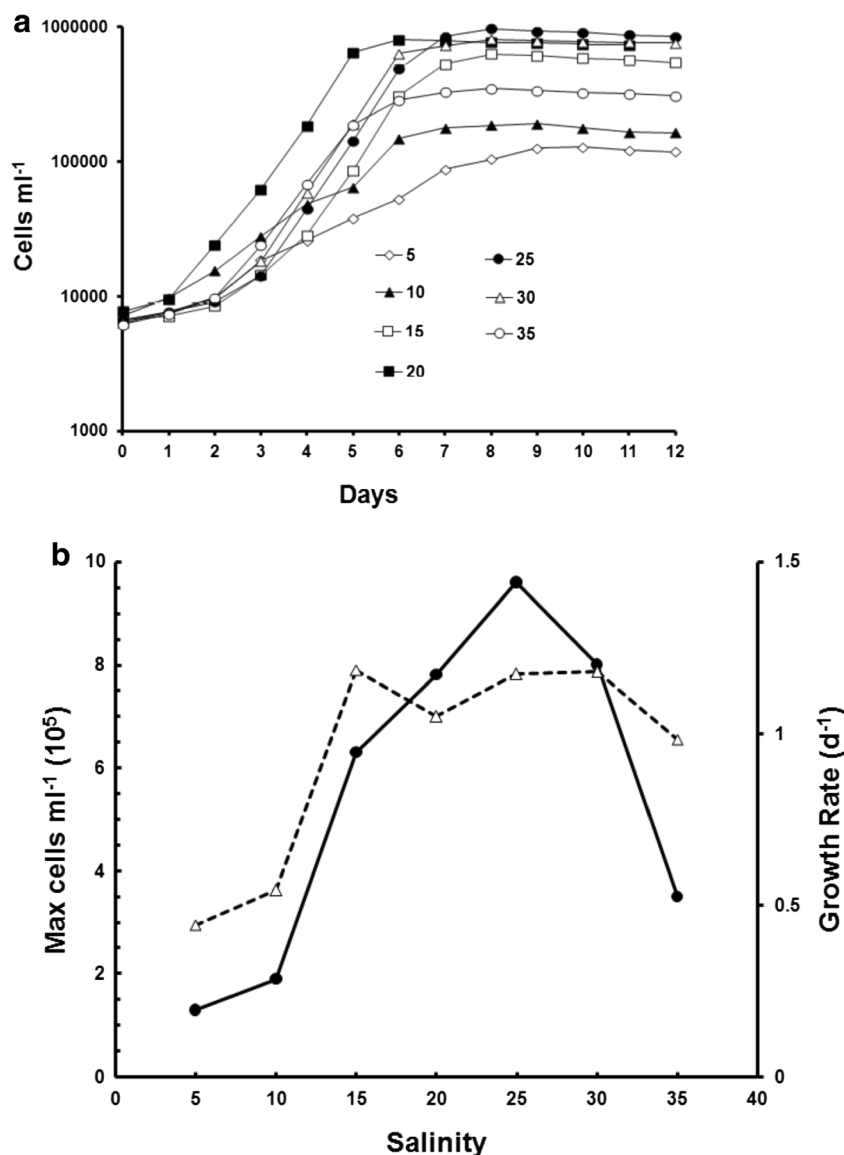 a
1000000
100000
10000
1000
Cells ml⁻¹
5
10
15
20
25
30
35
0 1 2 3 4 5 6 7 8 9 10 11 12
Days
b
10
8
6
4
2
0
Max cells ml⁻¹ (10⁵)
1.5
1
0.5
0
Growth Rate (d⁻¹)
0 5 10 15 20 25 30 35 40
Salinity